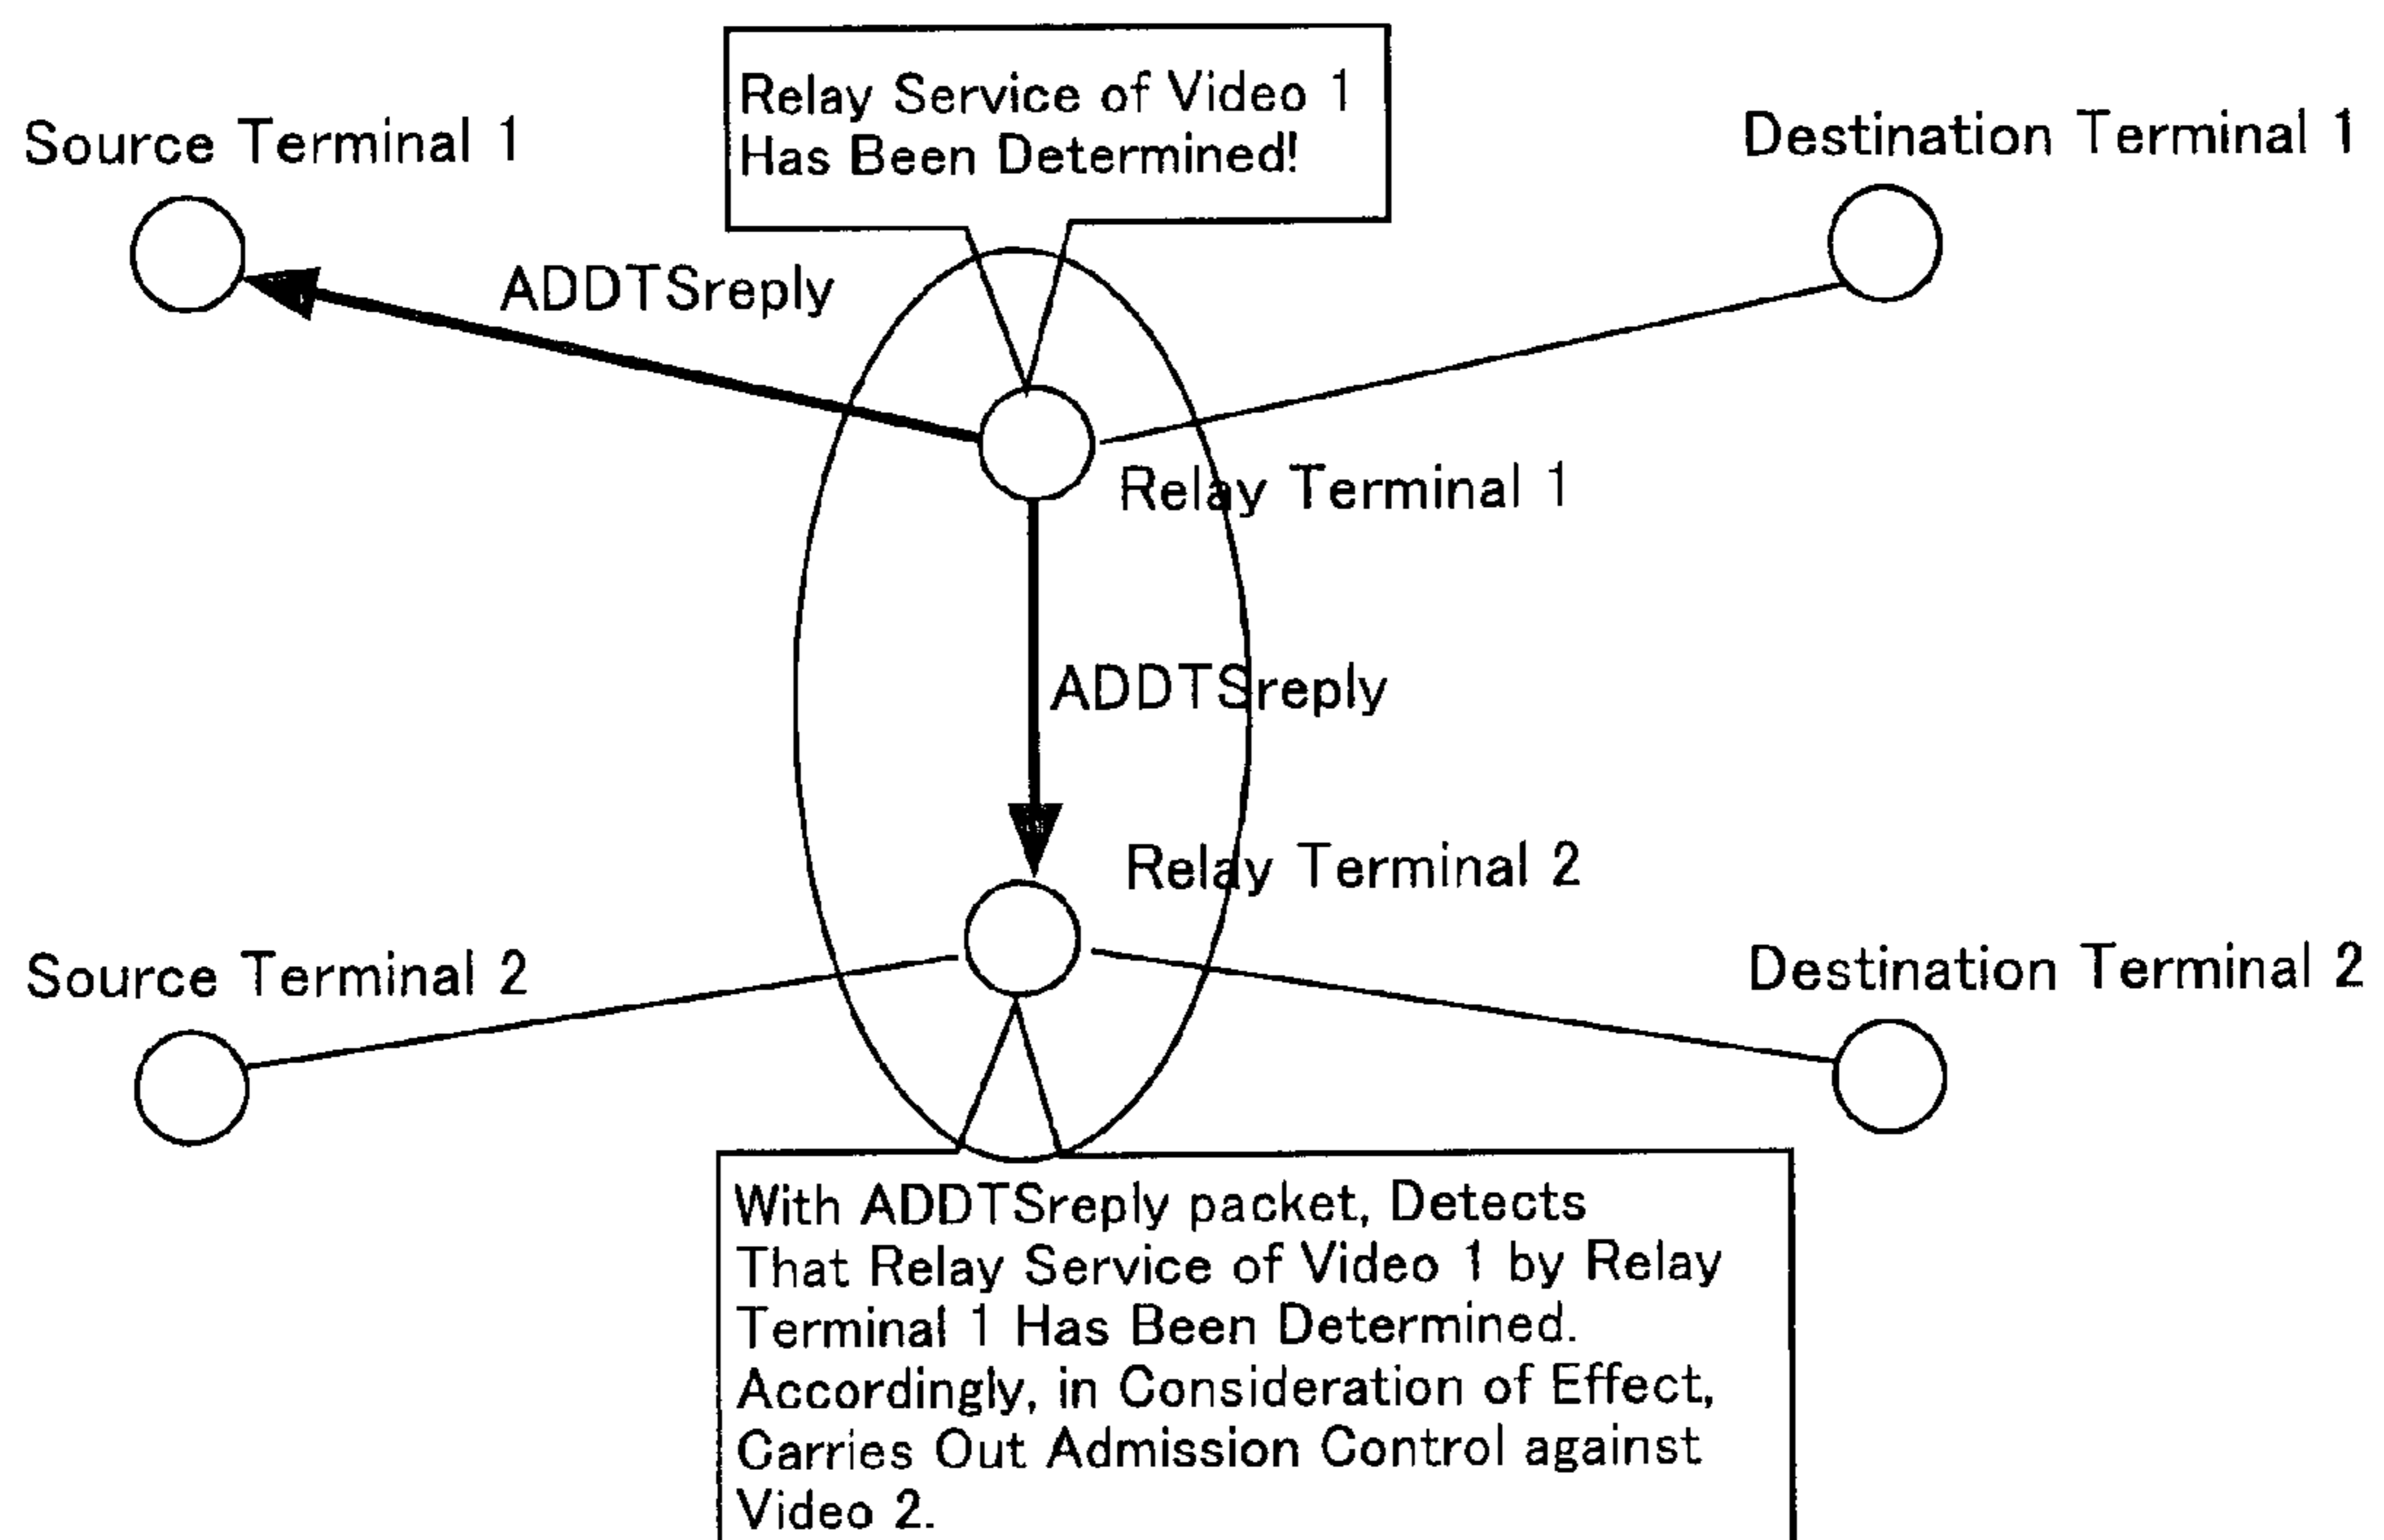 Relay Service of Video 1
Has Been Determined!
Source Terminal 1
Destination Terminal 1
ADDTSreply
Relay Terminal 1
ADDTSreply
Relay Terminal 2
Source Terminal 2
Destination Terminal 2
With ADDTSreply packet, Detects
That Relay Service of Video 1 by Relay
Terminal 1 Has Been Determined.
Accordingly, in Consideration of Effect,
Carries Out Admission Control against
Video 2.